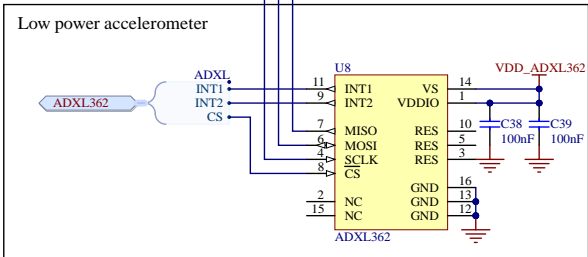 Low power accelerometer
ADXL362
ADXL
INT1
INT2
CS
U8
11 INT1
9 INT2
7 MISO
6 MOSI
4 SCLK
8 CS
2 NC
15 NC
VS 14
VDDIO 1
RES 10
RES 5
RES 3
GND 16
GND 13
GND 12
ADXL362
VDD_ADXL362
C38
100nF
C39
100nF